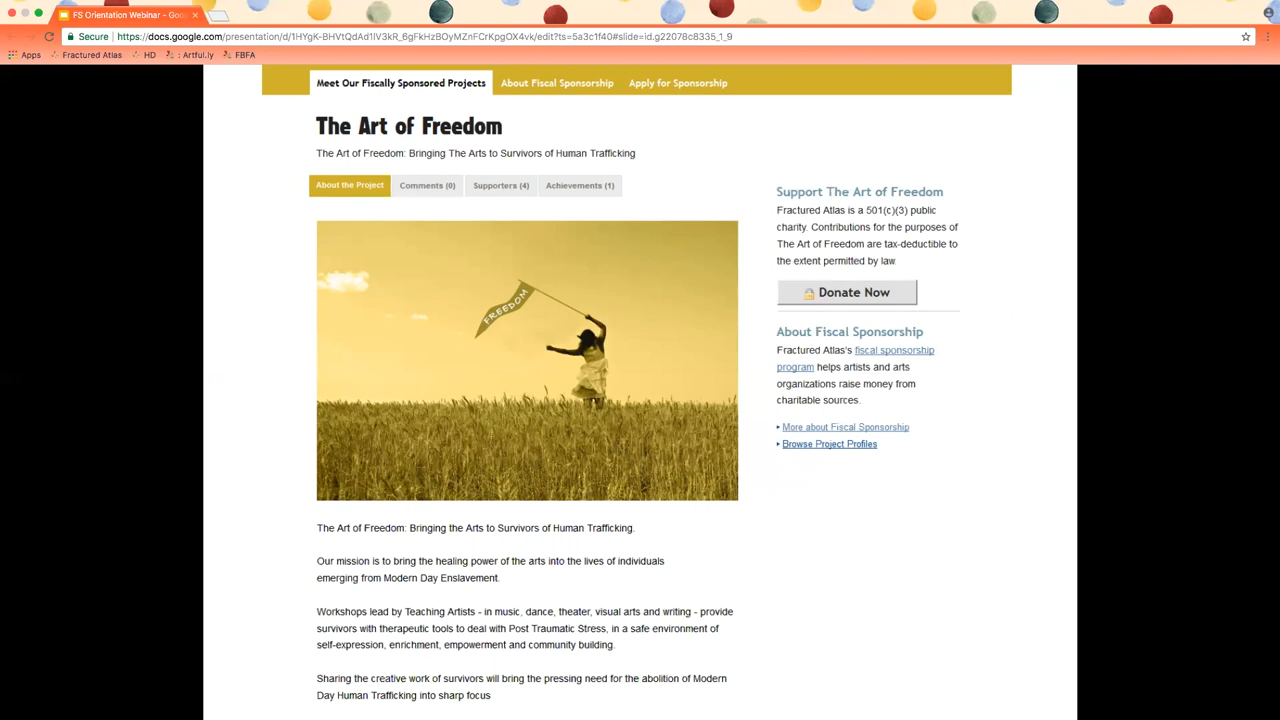 FS Orientation Webinar - Goo
Secure
https://docs.google.com/presentation/d/1HYgK-BHVtQdAd1lV3kR_6gFkHzBOyMZnFCrKpgOX4vk/edit?ts=5a3c1f40#slide=id.g22078c8335_1_9
Apps
Fractured Atlas
HD
: Artful.ly
FBFA
Meet Our Fiscally Sponsored Projects
About Fiscal Sponsorship
Apply for Sponsorship
The Art of Freedom
The Art of Freedom: Bringing The Arts to Survivors of Human Trafficking
About the Project
Comments (0)
Supporters (4)
Achievements (1)
FREEDOM
The Art of Freedom: Bringing the Arts to Survivors of Human Trafficking.
Our mission is to bring the healing power of the arts into the lives of individuals
emerging from Modern Day Enslavement.
Workshops lead by Teaching Artists - in music, dance, theater, visual arts and writing - provide
survivors with therapeutic tools to deal with Post Traumatic Stress, in a safe environment of
self-expression, enrichment, empowerment and community building.
Sharing the creative work of survivors will bring the pressing need for the abolition of Modern
Day Human Trafficking into sharp focus
Support The Art of Freedom
Fractured Atlas is a 501(c)(3) public
charity. Contributions for the purposes of
The Art of Freedom are tax-deductible to
the extent permitted by law.
Donate Now
About Fiscal Sponsorship
Fractured Atlas's fiscal sponsorship
program helps artists and arts
organizations raise money from
charitable sources.
More about Fiscal Sponsorship
Browse Project Profiles